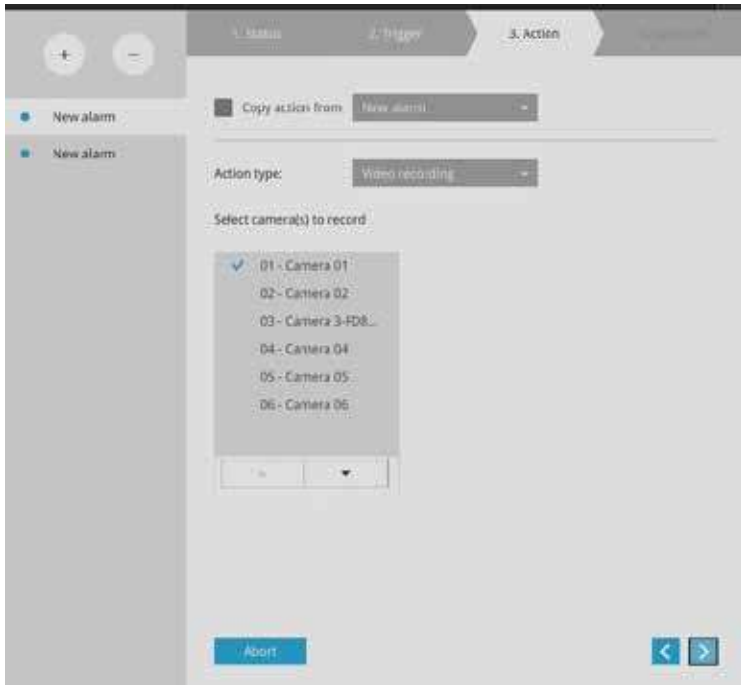 + −
1. Status 2. Trigger 3. Action
New alarm
New alarm
Copy action from New alarm
Action type: Video recording
Select camera(s) to record
01 - Camera 01
02 - Camera 02
03 - Camera 3-FD8...
04 - Camera 04
05 - Camera 05
06 - Camera 06
Abort